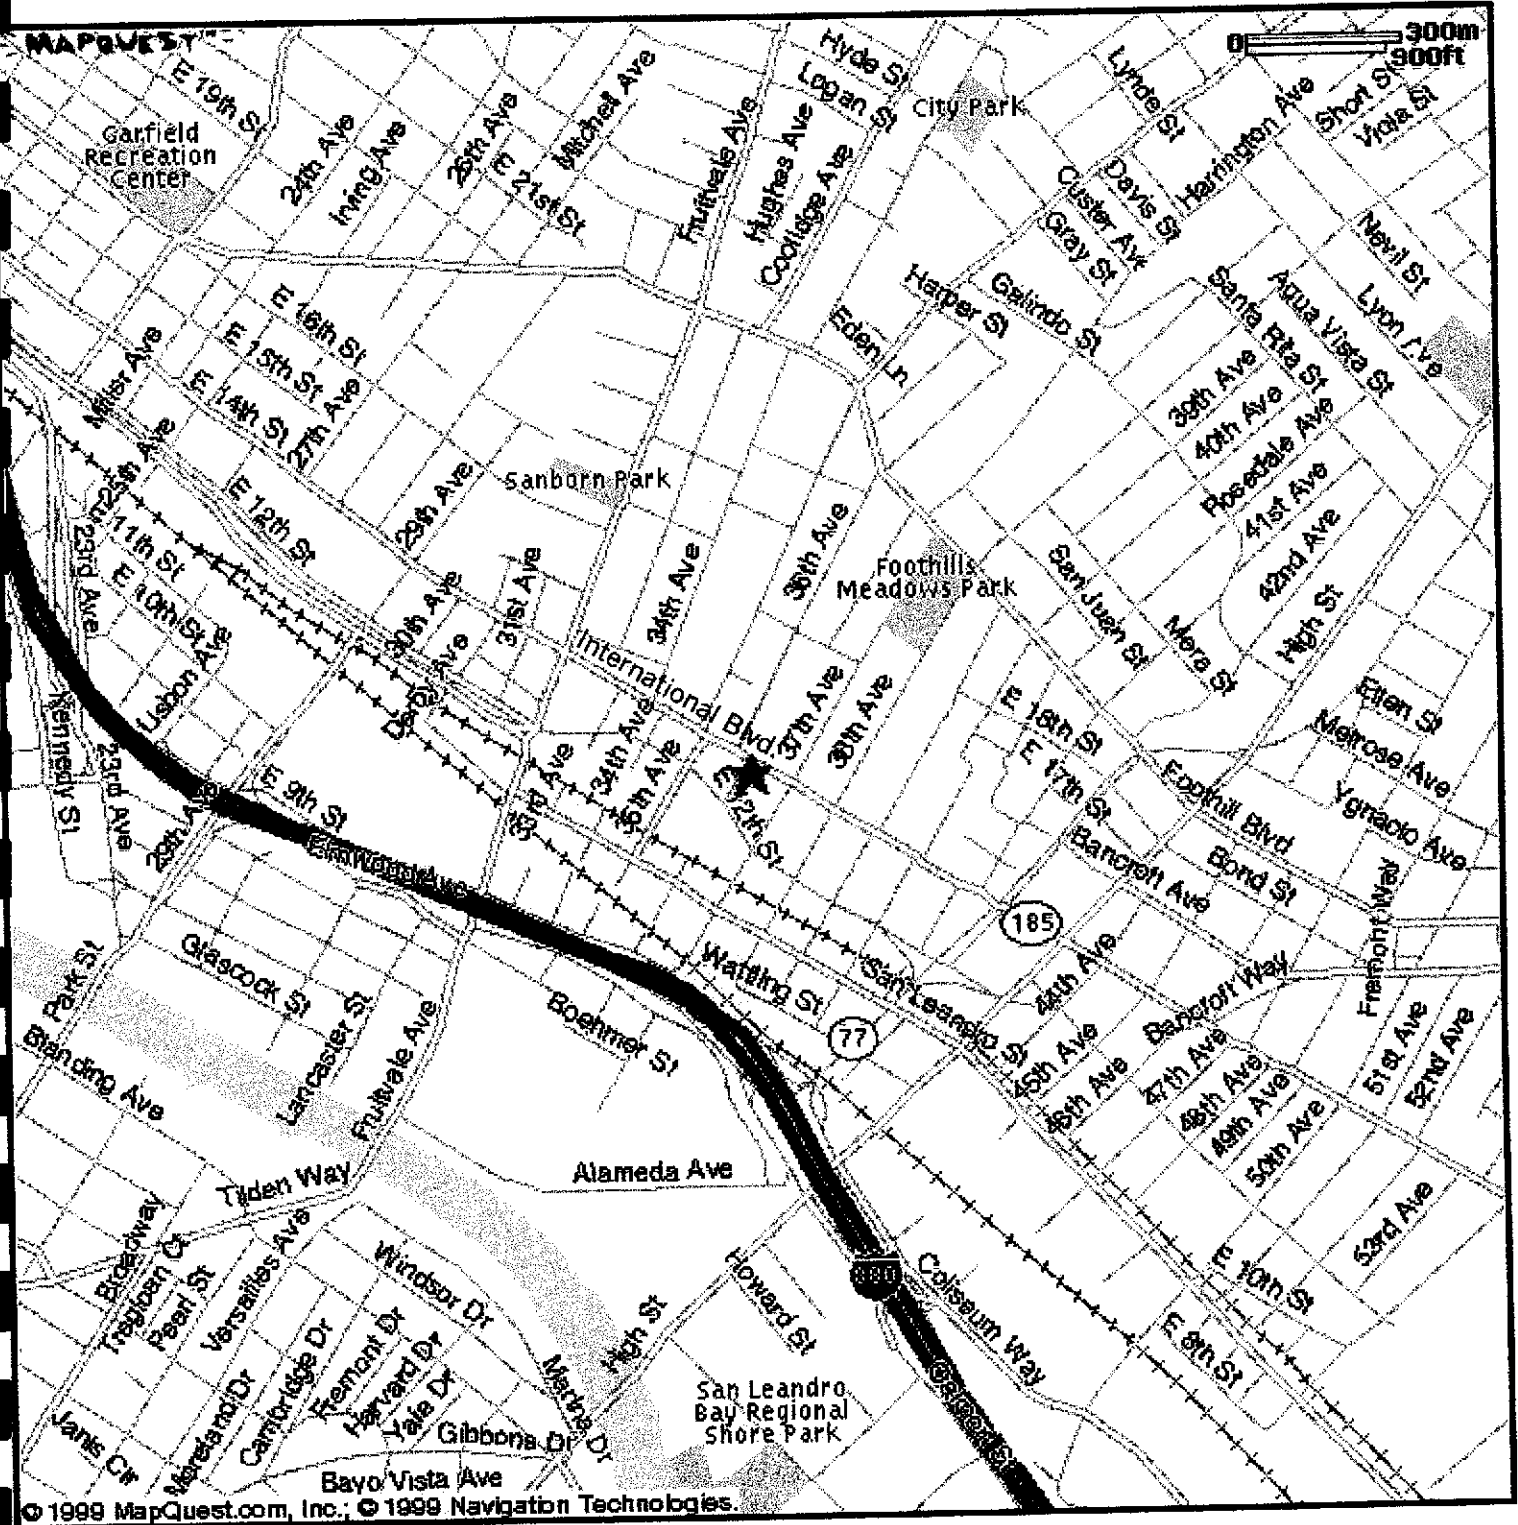 MAPQUEST
0 300m
900ft
E 19th St
Garfield
Recreation
Center
24th Ave
Irving Ave
25th Ave
E 21st St
Mitchel Ave
Fruitvale Ave
Hyde St
Logan St
Hughes Ave
Coolidge Ave
City Park
Lynde St
Harrington Ave
Short St
Viola St
Custer Ave
Davis St
Gray St
Nevil St
Harper St
Galindo St
Santa Rita St
Agua Vista St
Lyon Ave
Eden Ln
E 16th St
E 15th St
E 14th St
27th Ave
Miller Ave
25th Ave
39th Ave
40th Ave
Rosedale Ave
41st Ave
42nd Ave
High St
Sanborn Park
29th Ave
E 12th St
23rd Ave
E 11th St
E 10th St
Lisbon Ave
30th Ave
31st Ave
Derby Ave
34th Ave
35th Ave
Foothills
Meadows Park
San Juan St
Mera St
International Blvd
37th Ave
38th Ave
E 18th St
E 17th St
Etten St
Melrose Ave
Ygnacio Ave
Foothill Blvd
Bond St
Bancroft Ave
Fremont Way
Kennedy St
23rd Ave
29th Ave
E 9th St
33rd Ave
34th Ave
35th Ave
E 12th St
Elmwood Ave
185
Park St
Glascock St
Lancaster St
Fruitvale Ave
Boehmer St
Wattling St
77
San Leandro St
44th Ave
45th Ave
46th Ave
Bancroft Way
47th Ave
48th Ave
49th Ave
50th Ave
51st Ave
52nd Ave
53rd Ave
Blanding Ave
Alameda Ave
Tilden Way
Broadway
Tregloan Ct
Pearl St
Versailles Ave
Windsor Dr
Howard St
High St
880
Coliseum Way
E 10th St
E 8th St
Janis Cir
Moreland Dr
Cambridge Dr
Fremont Dr
Harvard Dr
Yale Dr
Gibbons Dr
Marina Dr
Bayo Vista Ave
San Leandro
Bay Regional
Shore Park
© 1999 MapQuest.com, Inc.; © 1999 Navigation Technologies.